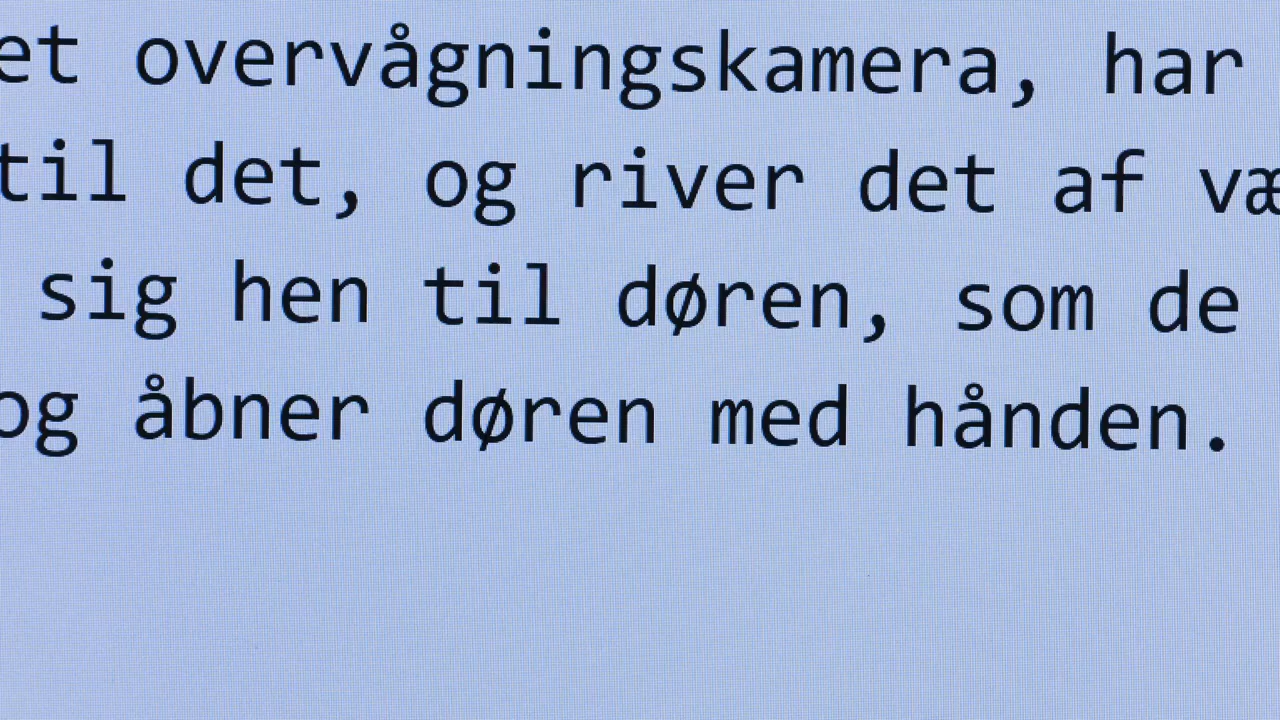 et overvågningskamera, har
til det, og river det af væ
sig hen til døren, som de
og åbner døren med hånden.